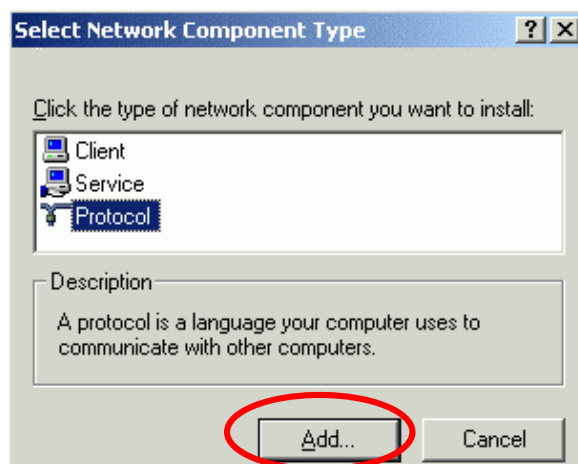 Select Network Component Type
?
Click the type of network component you want to install:
Client
Service
Protocol
Description
A protocol is a language your computer uses to
communicate with other computers.
Add...
Cancel